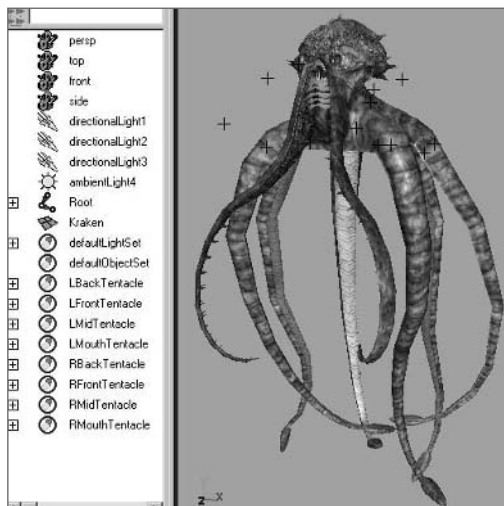 persp
top
front
side
directionalLight1
directionalLight2
directionalLight3
ambientLight4
Root
Kraken
defaultLightSet
defaultObjectSet
LBackTentacle
LFrontTentacle
LMidTentacle
LMouthTentacle
RBackTentacle
RFrontTentacle
RMidTentacle
RMouthTentacle
Y
Z X